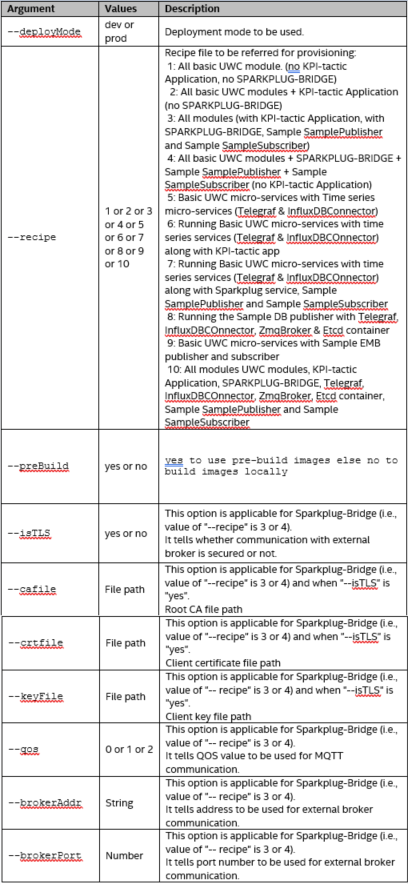 Argument Values Description
--deployMode dev or prod Deployment mode to be used.
--recipe
1 or 2 or 3
or 4 or 5
or 6 or 7
or 8 or 9
or 10
Recipe file to be referred for provisioning:
1: All basic UWC module. (no KPI-tactic
Application, no SPARKPLUG-BRIDGE)
2: All basic UWC modules + KPI-tactic Application
(no SPARKPLUG-BRIDGE)
3: All modules (with KPI-tactic Application, with
SPARKPLUG-BRIDGE, Sample SamplePublisher
and Sample SampleSubscriber)
4: All basic UWC modules + SPARKPLUG-BRIDGE +
Sample SamplePublisher + Sample
SampleSubscriber (no KPI-tactic Application)
5: Basic UWC micro-services with Time series
micro-services (Telegraf & InfluxDBConnector)
6: Running Basic UWC micro-services with time
series services (Telegraf & InfluxDBCOnnector)
along with KPI-tactic app
7: Running Basic UWC micro-services with time
series services (Telegraf & InfluxDBCOnnector)
along with Sparkplug service, Sample
SamplePublisher and Sample SampleSubscriber
8: Running the Sample DB publisher with Telegraf,
InfluxDBCOnnector, ZmqBroker & Etcd container
9: Basic UWC micro-services with Sample EMB
publisher and subscriber
10: All modules UWC modules, KPI-tactic
Application, SPARKPLUG-BRIDGE, Telegraf,
InfluxDBCOnnector, ZmqBroker, Etcd container,
Sample SamplePublisher and Sample
SampleSubscriber
--preBuild yes or no
yes to use pre-build images else no to
build images locally
--isTLS yes or no
This option is applicable for Sparkplug-Bridge (i.e.,
value of "--recipe" is 3 or 4).
It tells whether communication with external
broker is secured or not.
--cafile File path
This option is applicable for Sparkplug-Bridge (i.e.,
value of "--recipe" is 3 or 4) and when "--isTLS" is
"yes".
Root CA file path
--crtfile File path
This option is applicable for Sparkplug-Bridge (i.e.,
value of "--recipe" is 3 or 4) and when "--isTLS" is
"yes".
Client certificate file path
--keyFile File path
This option is applicable for Sparkplug-Bridge (i.e.,
value of "-- recipe" is 3 or 4) and when "--isTLS" is
"yes".
Client key file path
--qos 0 or 1 or 2
This option is applicable for Sparkplug-Bridge (i.e.,
value of "-- recipe" is 3 or 4).
It tells QOS value to be used for MQTT
communication.
--brokerAddr String
This option is applicable for Sparkplug-Bridge (i.e.,
value of "-- recipe" is 3 or 4).
It tells address to be used for external broker
communication.
--brokerPort Number
This option is applicable for Sparkplug-Bridge (i.e.,
value of "-- recipe" is 3 or 4).
It tells port number to be used for external broker
communication.